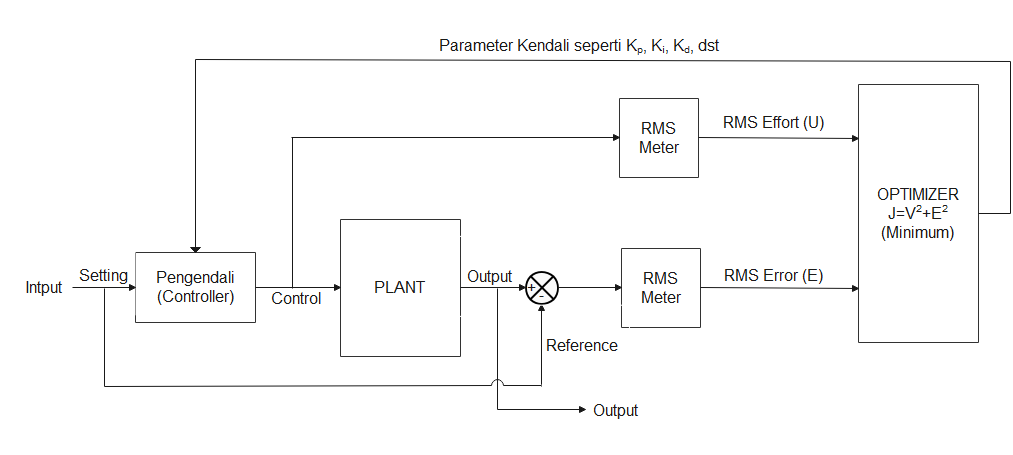 Parameter Kendali seperti Kp, Ki, Kd, dst
RMS
Meter
RMS Effort (U)
OPTIMIZER
J=V²+E²
(Minimum)
Intput
Setting
Pengendali
(Controller)
Control
PLANT
Output
+
-
RMS
Meter
RMS Error (E)
Reference
Output